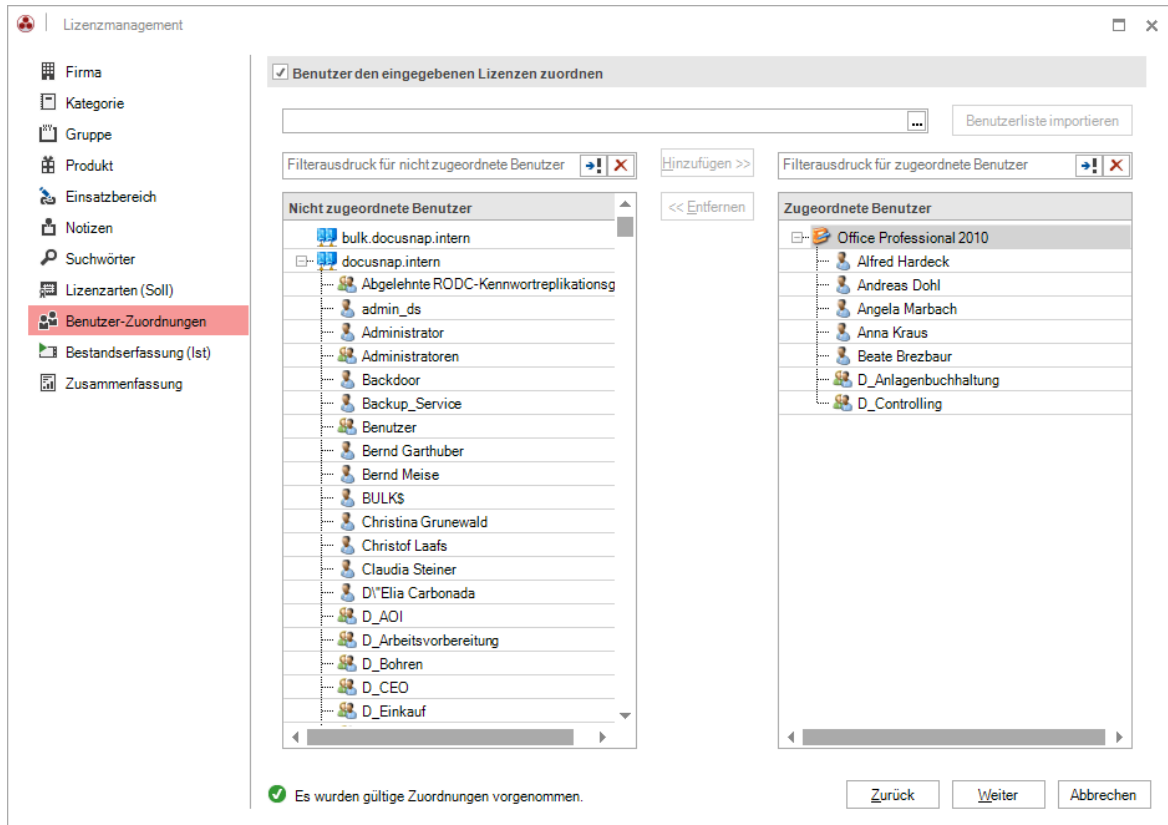 Lizenzmanagement
Firma
Kategorie
Gruppe
Produkt
Einsatzbereich
Notizen
Suchwörter
Lizenzarten (Soll)
Benutzer-Zuordnungen
Bestandserfassung (Ist)
Zusammenfassung
Benutzer den eingegebenen Lizenzen zuordnen
...
Benutzerliste importieren
Filterausdruck für nicht zugeordnete Benutzer
Hinzufügen >>
Filterausdruck für zugeordnete Benutzer
<< Entfernen
Nicht zugeordnete Benutzer
bulk.docusnap.intern
docusnap.intern
Abgelehnte RODC-Kennwortreplikationsg
admin_ds
Administrator
Administratoren
Backdoor
Backup_Service
Benutzer
Bernd Garthuber
Bernd Meise
BULK$
Christina Grunewald
Christof Laafs
Claudia Steiner
D\"Elia Carbonada
D_AOI
D_Arbeitsvorbereitung
D_Bohren
D_CEO
D_Einkauf
Zugeordnete Benutzer
Office Professional 2010
Alfred Hardeck
Andreas Dohl
Angela Marbach
Anna Kraus
Beate Brezbaur
D_Anlagenbuchhaltung
D_Controlling
Es wurden gültige Zuordnungen vorgenommen.
Zurück
Weiter
Abbrechen